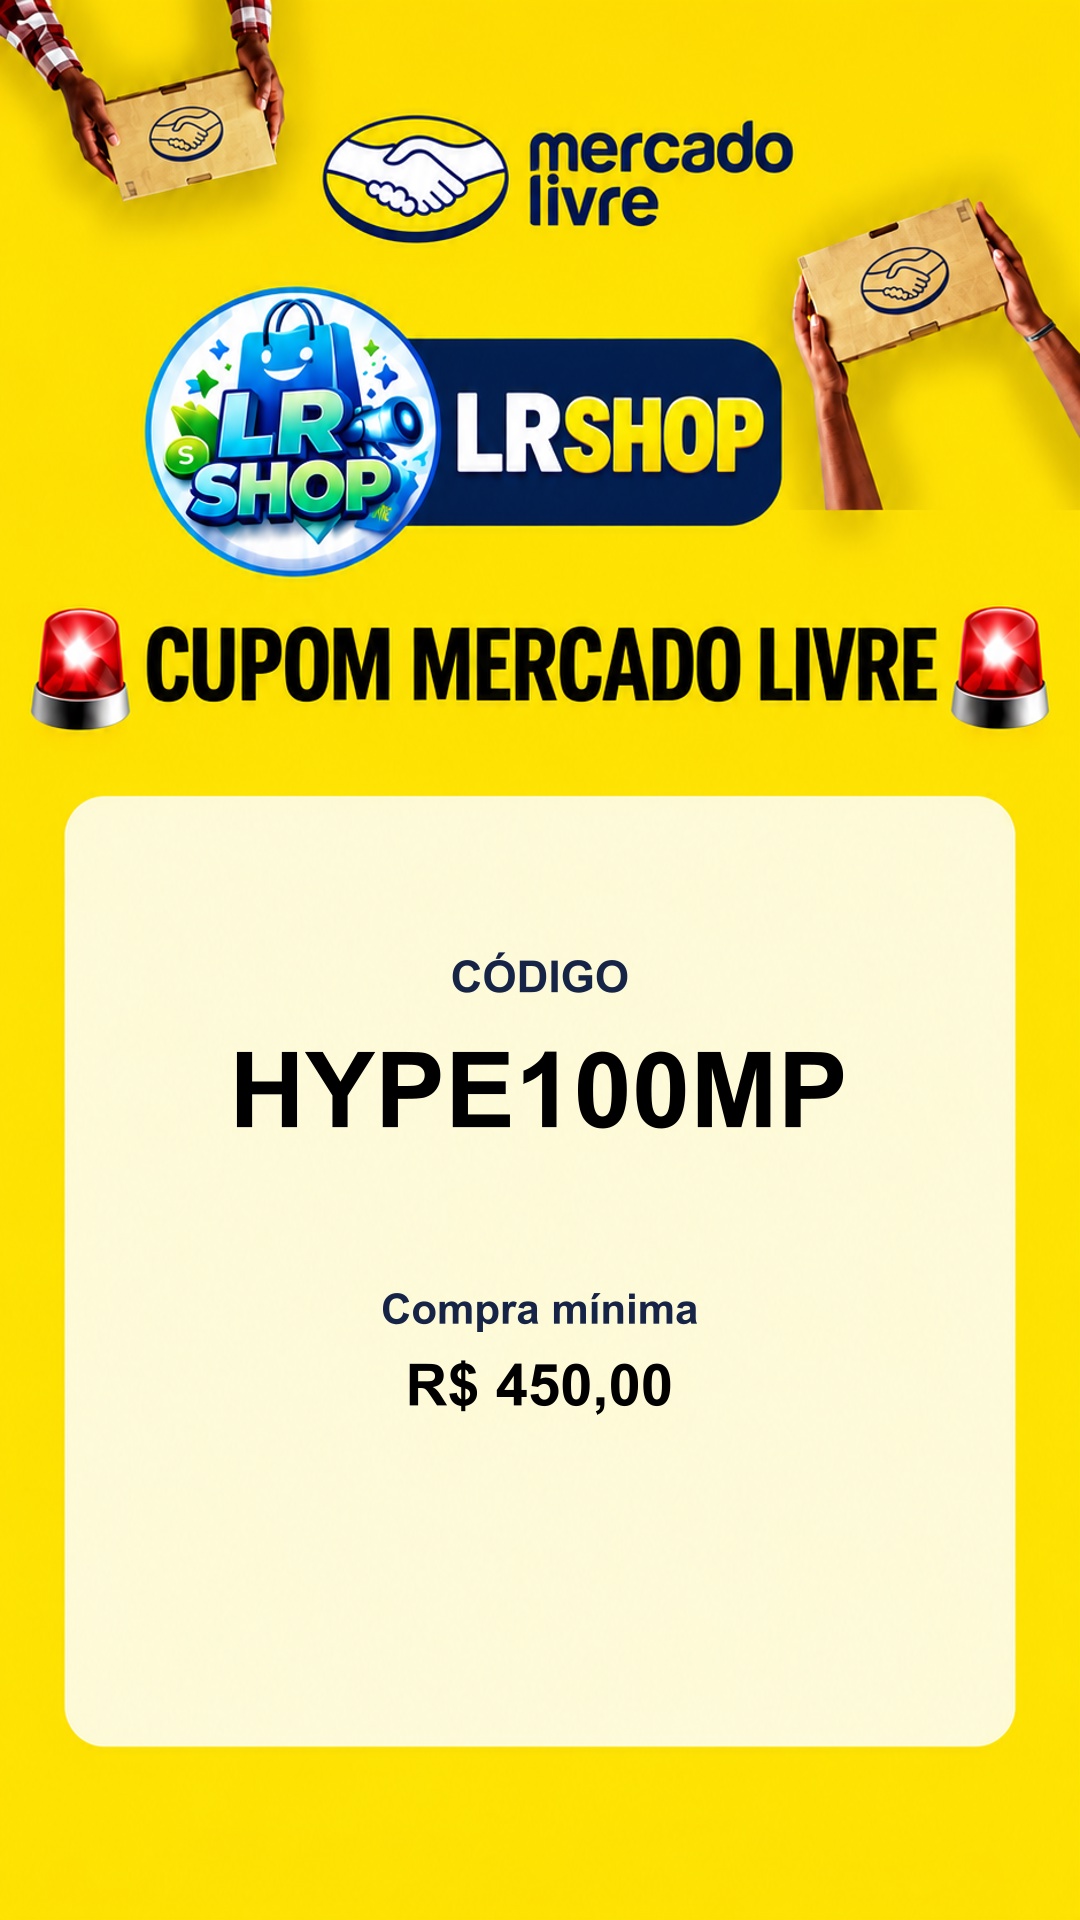 mercado
livre
LR
SHOP
S
LRSHOP
CUPOM MERCADO LIVRE
CÓDIGO
HYPE100MP
Compra mínima
R$ 450,00